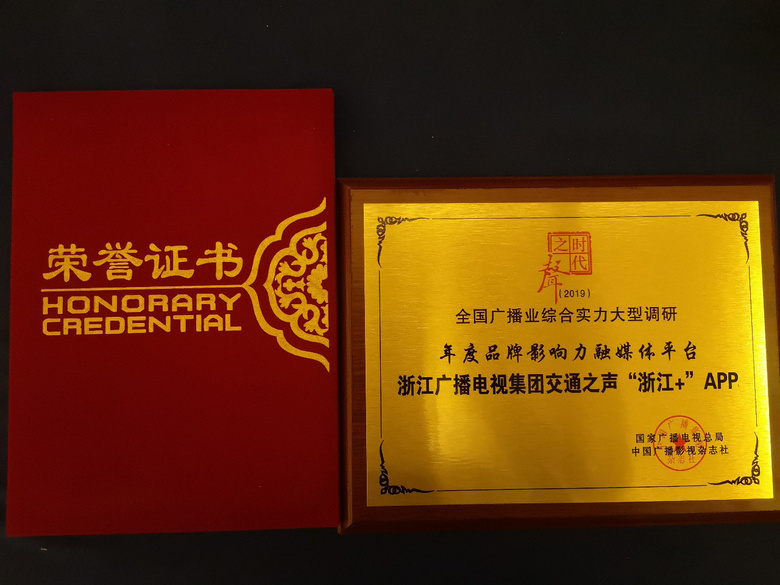 荣誉证书
HONORARY
CREDENTIAL
时代
之
聲
(2019)
全国广播业综合实力大型调研
年度品牌影响力融媒体平台
浙江广播电视集团交通之声“浙江+”APP
国家广播电视总局
中国广播影视杂志社